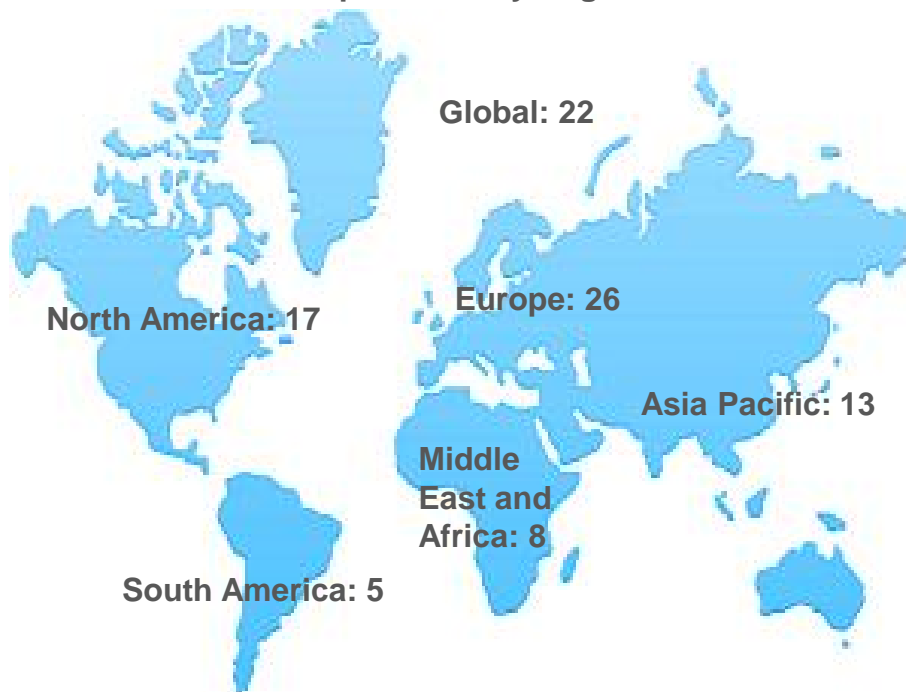 Global: 22
Europe: 26
North America: 17
Asia Pacific: 13
Middle
East and
Africa: 8
South America: 5